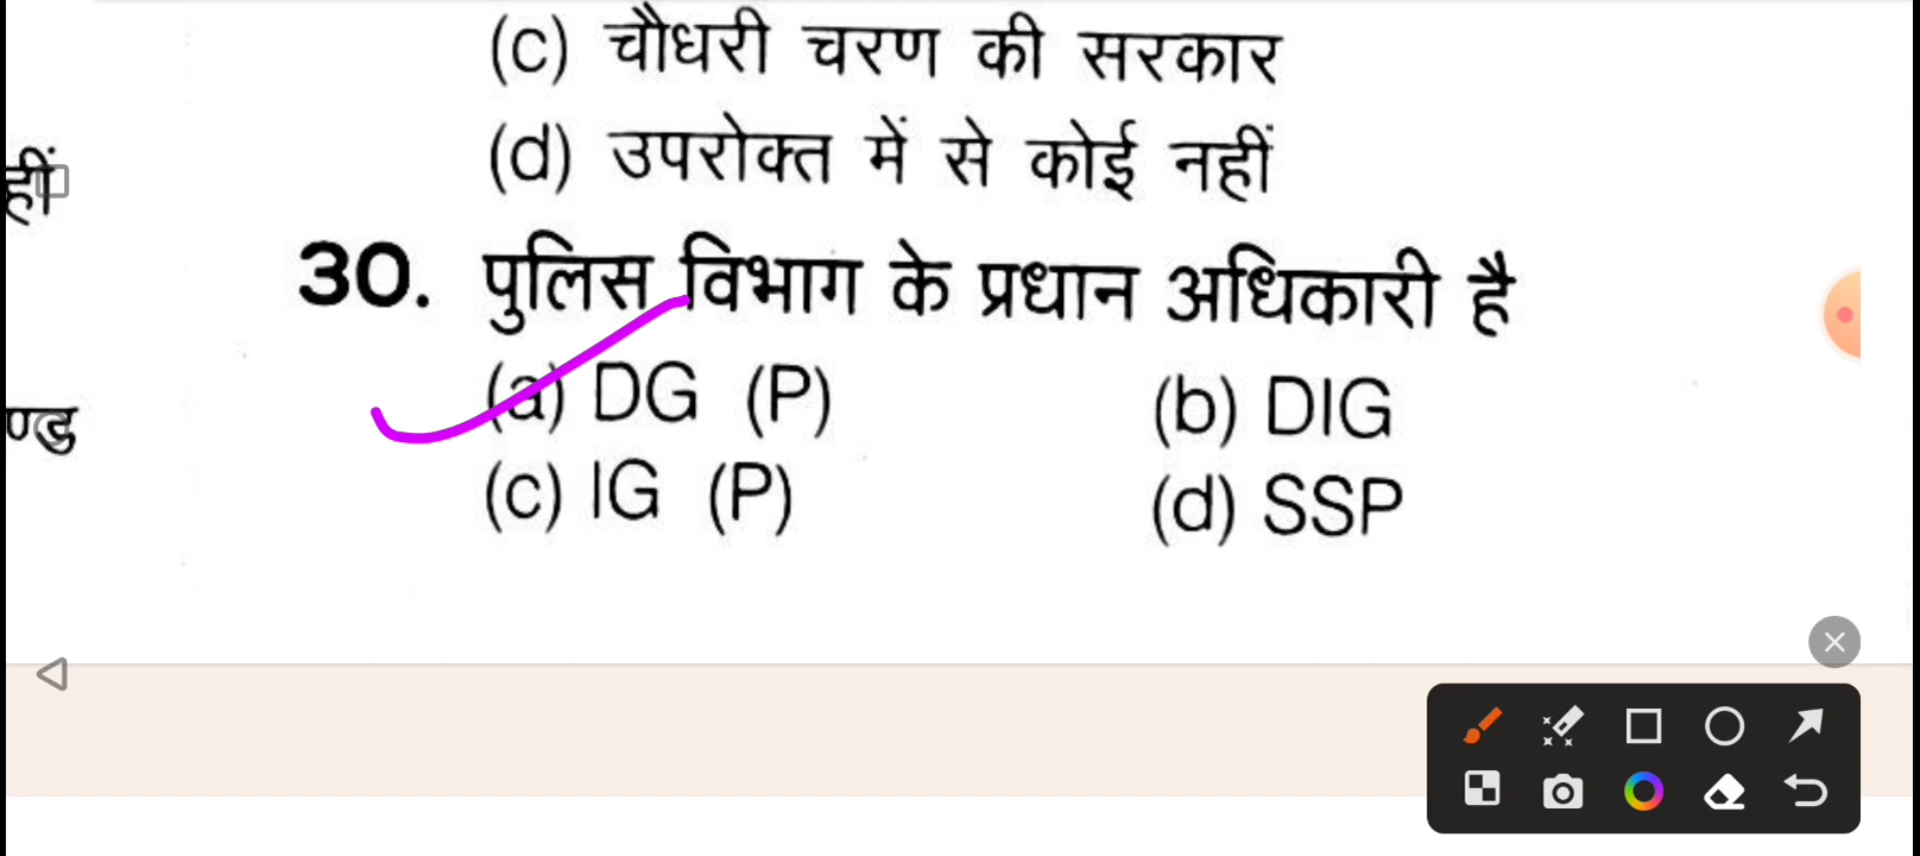 (c) चौधरी चरण की सरकार
(d) उपरोक्त में से कोई नहीं
हीं
30. पुलिस विभाग के प्रधान अधिकारी है
(a) DG (P) (b) DIG
ण्ड
(c) IG (P) (d) SSP